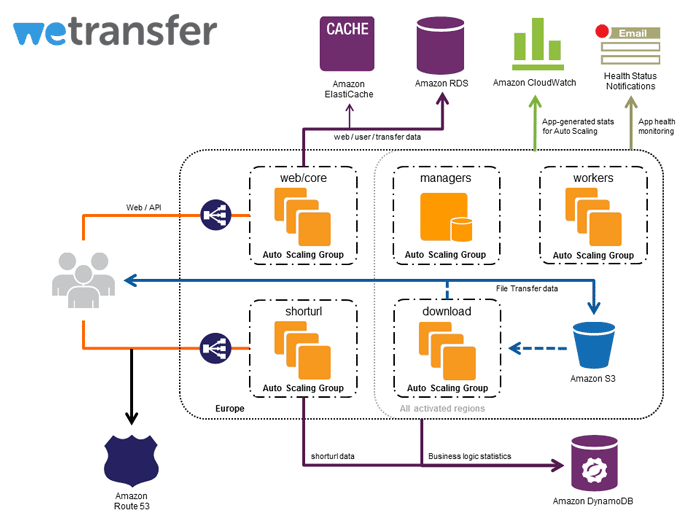 wetransfer
CACHE
Amazon
ElastiCache
Amazon RDS
Amazon CloudWatch
Email
Health Status
Notifications
web / user / transfer data
App-generated stats
for Auto Scaling
App health
monitoring
Web / API
web/core
Auto Scaling Group
managers
Auto Scaling Group
workers
Auto Scaling Group
File Transfer data
shorturl
Auto Scaling Group
download
Auto Scaling Group
Amazon S3
Europe
All activated regions
shorturl data
Business logic statistics
Amazon
Route 53
Amazon DynamoDB